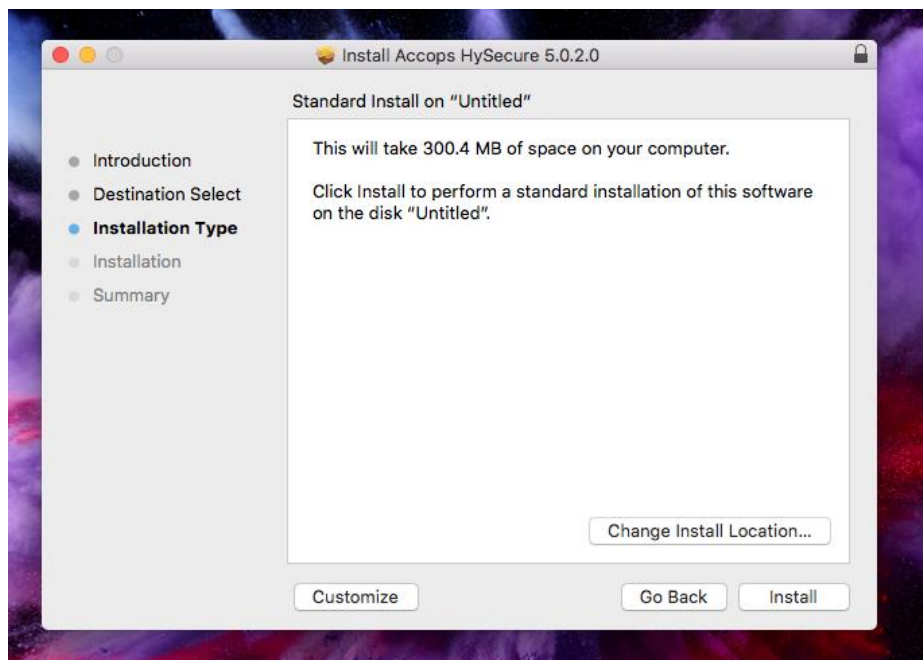 Install Accops HySecure 5.0.2.0
Standard Install on “Untitled”
Introduction
Destination Select
Installation Type
Installation
Summary
This will take 300.4 MB of space on your computer.
Click Install to perform a standard installation of this software
on the disk “Untitled”.
Change Install Location...
Customize
Go Back
Install